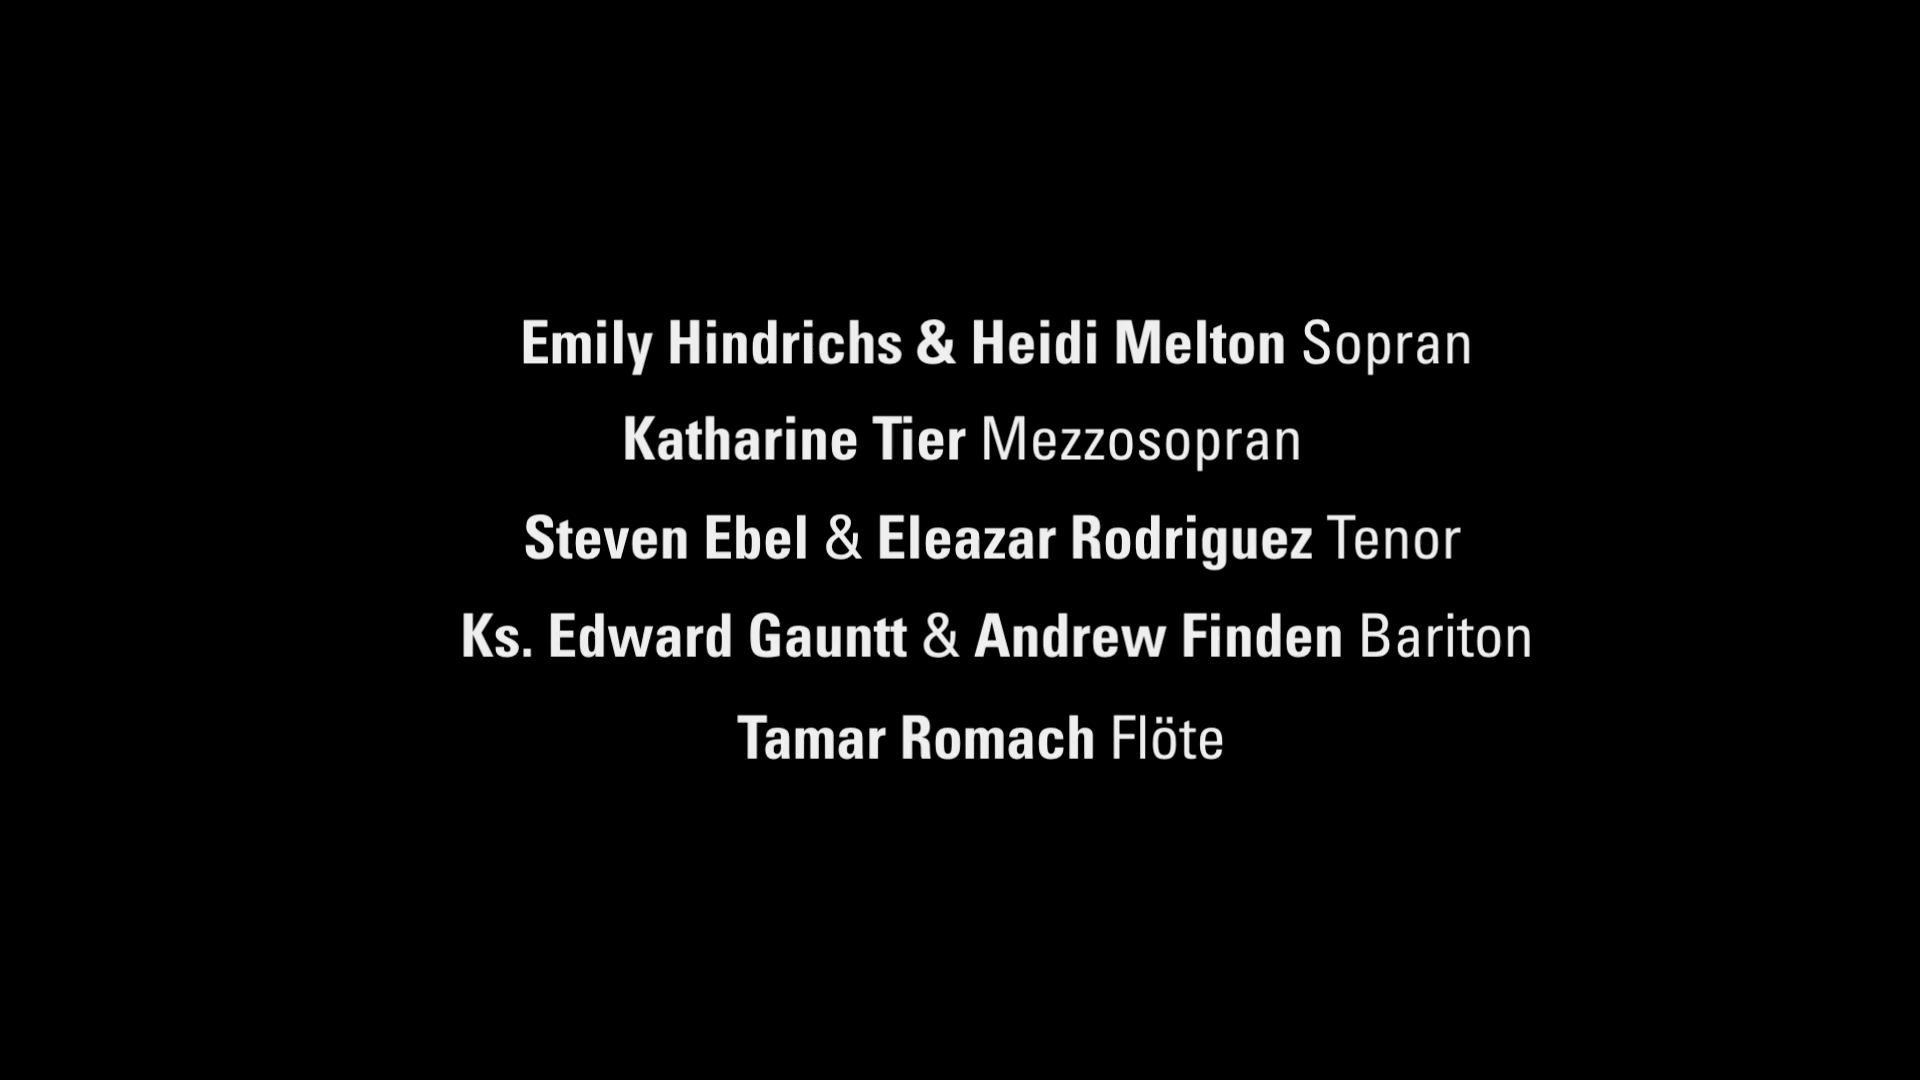 Emily Hindrichs & Heidi Melton Sopran
Katharine Tier Mezzosopran
Steven Ebel & Eleazar Rodriguez Tenor
Ks. Edward Gauntt & Andrew Finden Bariton
Tamar Romach Flöte